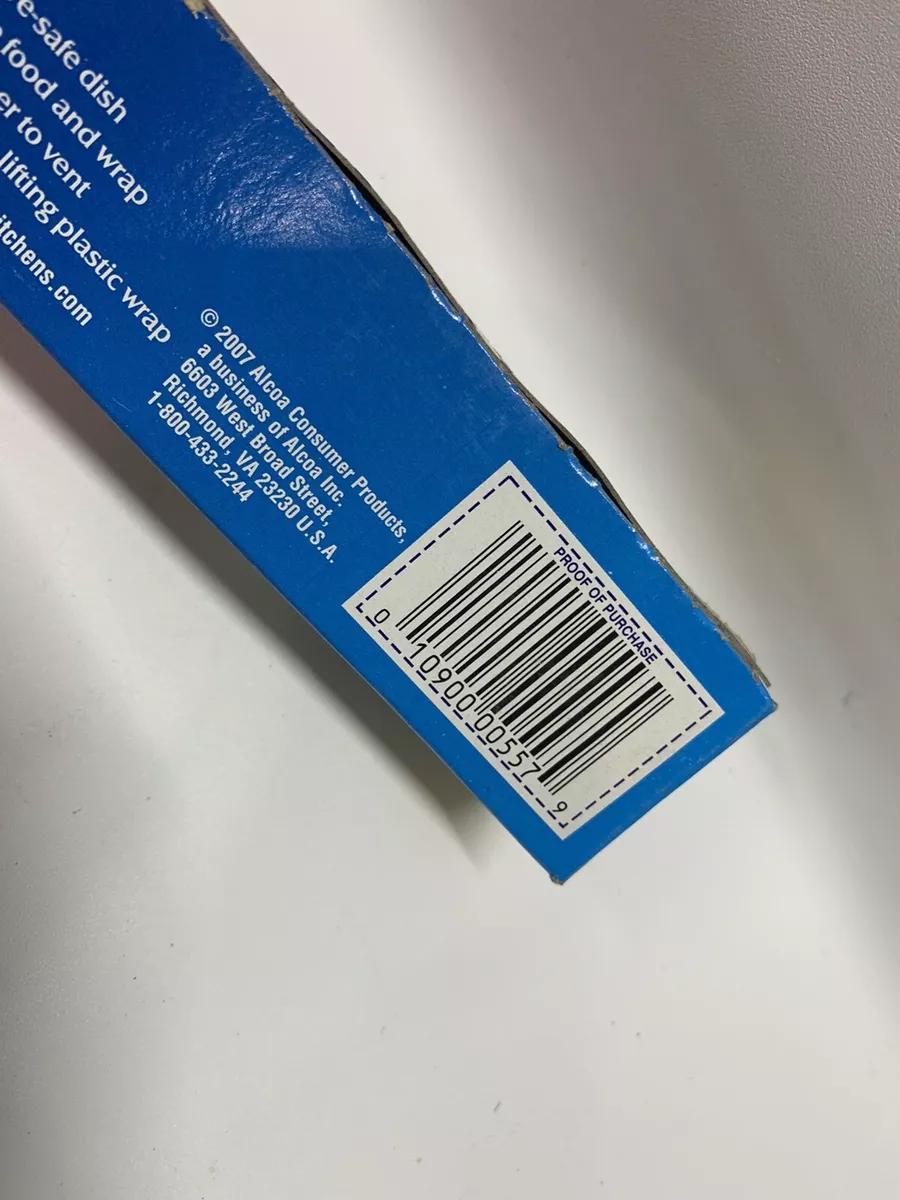 -safe dish
food and wrap
to vent
lifting plastic wrap
itchens.com
© 2007 Alcoa Consumer Products,
a business of Alcoa Inc.
6603 West Broad Street,
Richmond, VA 23230 U.S.A.
1-800-433-2244
PROOF OF PURCHASE
0 10900 00557 9